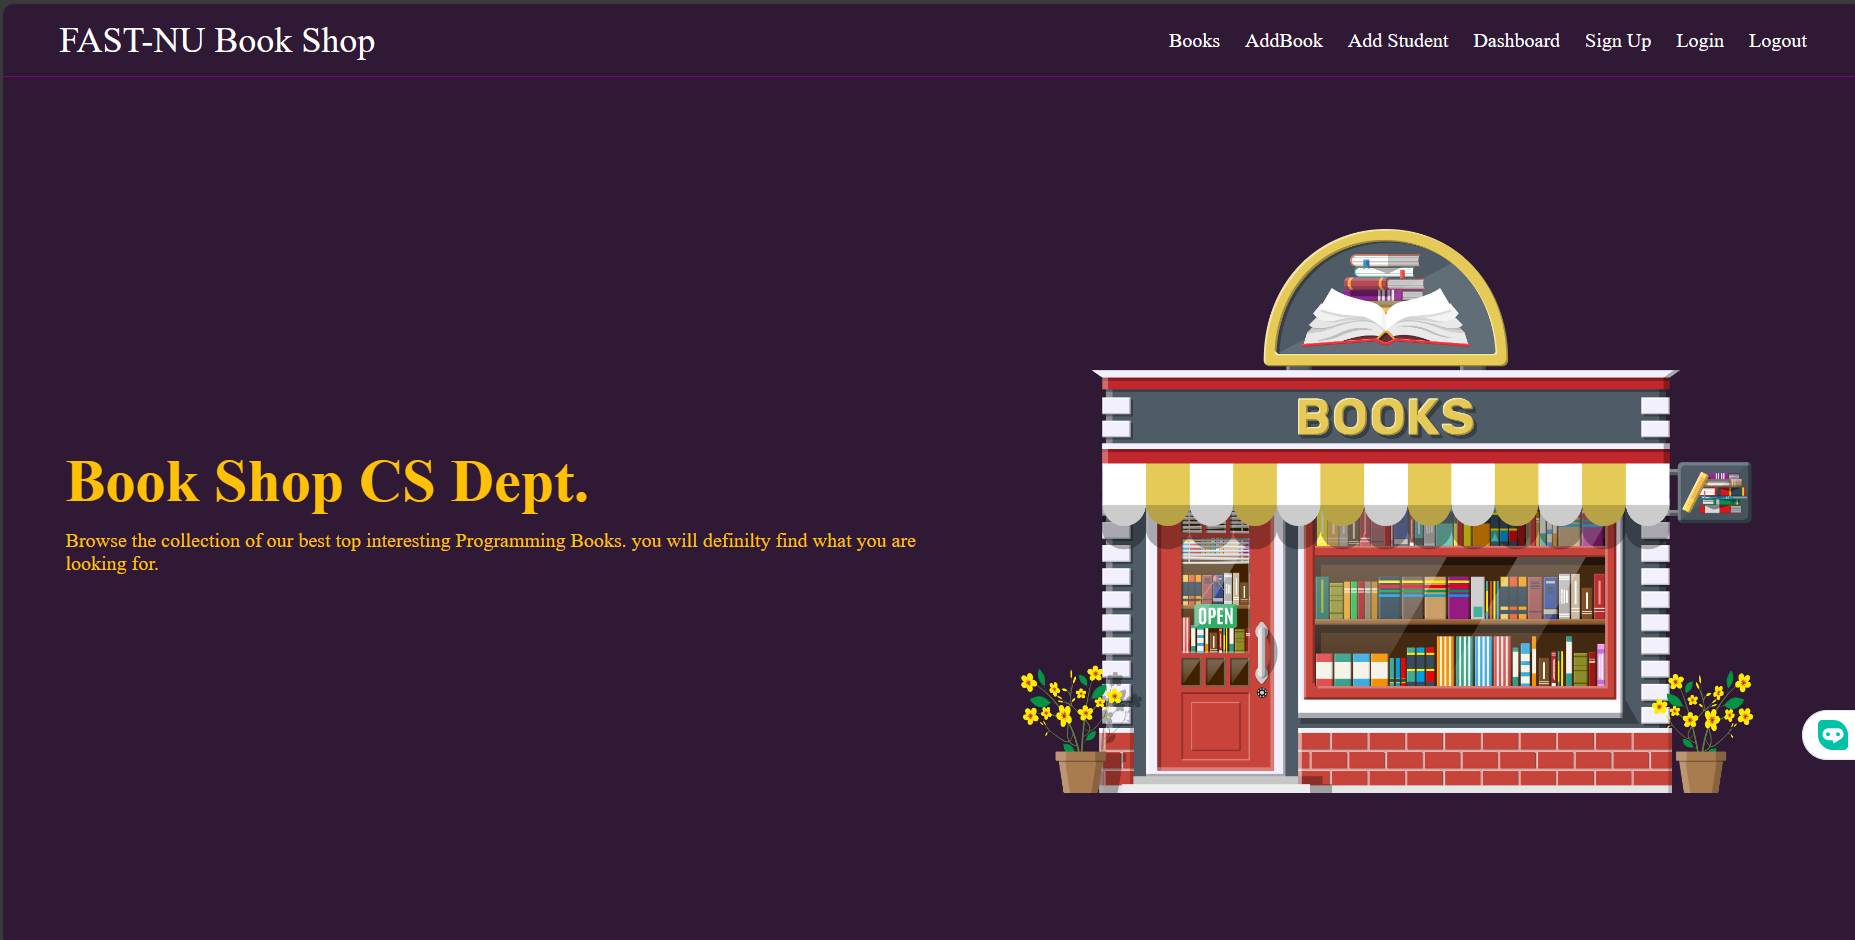 FAST-NU Book Shop
Books AddBook Add Student Dashboard Sign Up Login Logout
BOOKS
Book Shop CS Dept.
Browse the collection of our best top interesting Programming Books. you will definilty find what you are
looking for.
OPEN